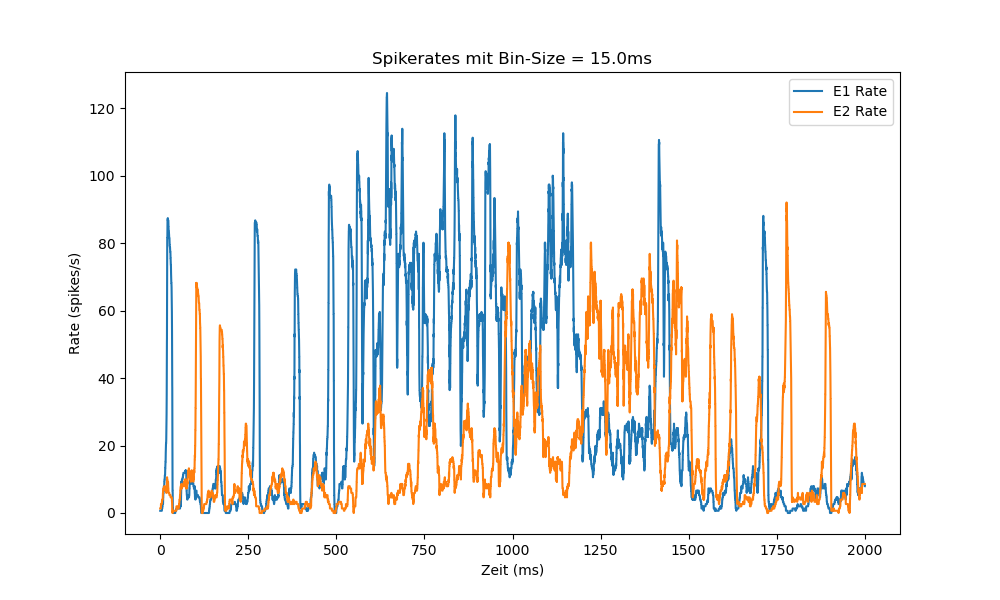 Spikerates mit Bin-Size = 15.0ms
E1 Rate
E2 Rate
Rate (spikes/s)
120
100
80
60
40
20
0
0 250 500 750 1000 1250 1500 1750 2000
Zeit (ms)